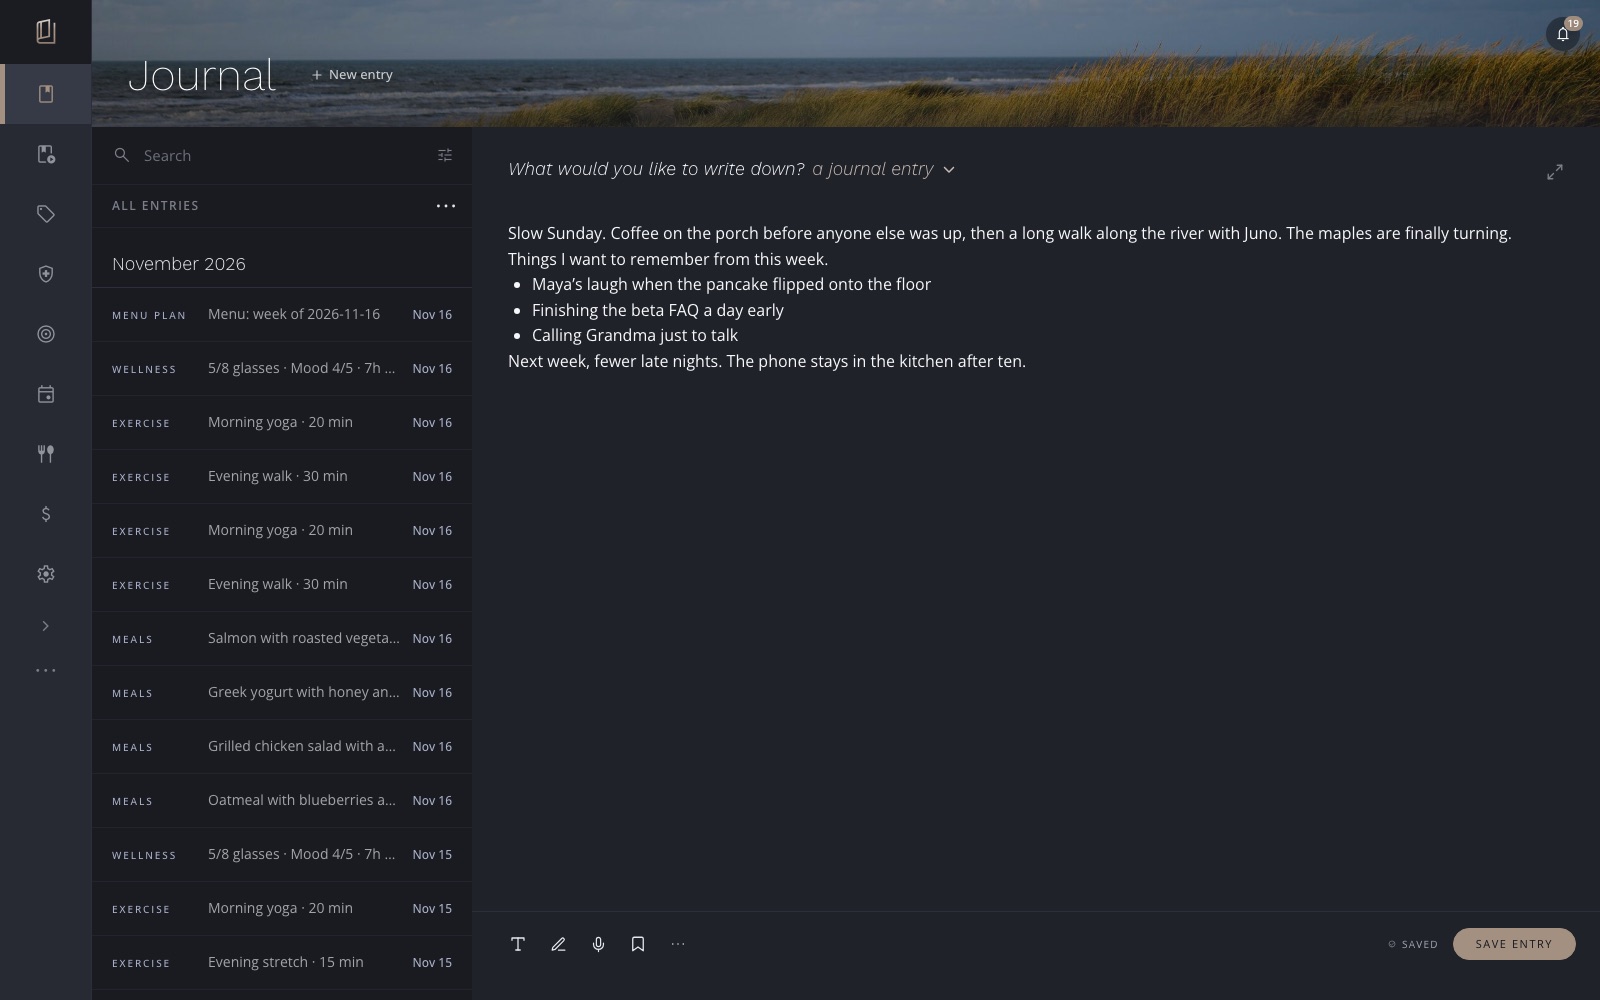 19
Journal
New entry
Search
ALL ENTRIES
November 2026
MENU PLAN Menu: week of 2026-11-16 Nov 16
WELLNESS 5/8 glasses · Mood 4/5 · 7h ... Nov 16
EXERCISE Morning yoga · 20 min Nov 16
EXERCISE Evening walk · 30 min Nov 16
EXERCISE Morning yoga · 20 min Nov 16
EXERCISE Evening walk · 30 min Nov 16
MEALS Salmon with roasted vegeta... Nov 16
MEALS Greek yogurt with honey an... Nov 16
MEALS Grilled chicken salad with a... Nov 16
MEALS Oatmeal with blueberries a... Nov 16
WELLNESS 5/8 glasses · Mood 4/5 · 7h ... Nov 15
EXERCISE Morning yoga · 20 min Nov 15
EXERCISE Evening stretch · 15 min Nov 15
What would you like to write down? a journal entry
Slow Sunday. Coffee on the porch before anyone else was up, then a long walk along the river with Juno. The maples are finally turning.
Things I want to remember from this week.
• Maya’s laugh when the pancake flipped onto the floor
• Finishing the beta FAQ a day early
• Calling Grandma just to talk
Next week, fewer late nights. The phone stays in the kitchen after ten.
SAVED
SAVE ENTRY